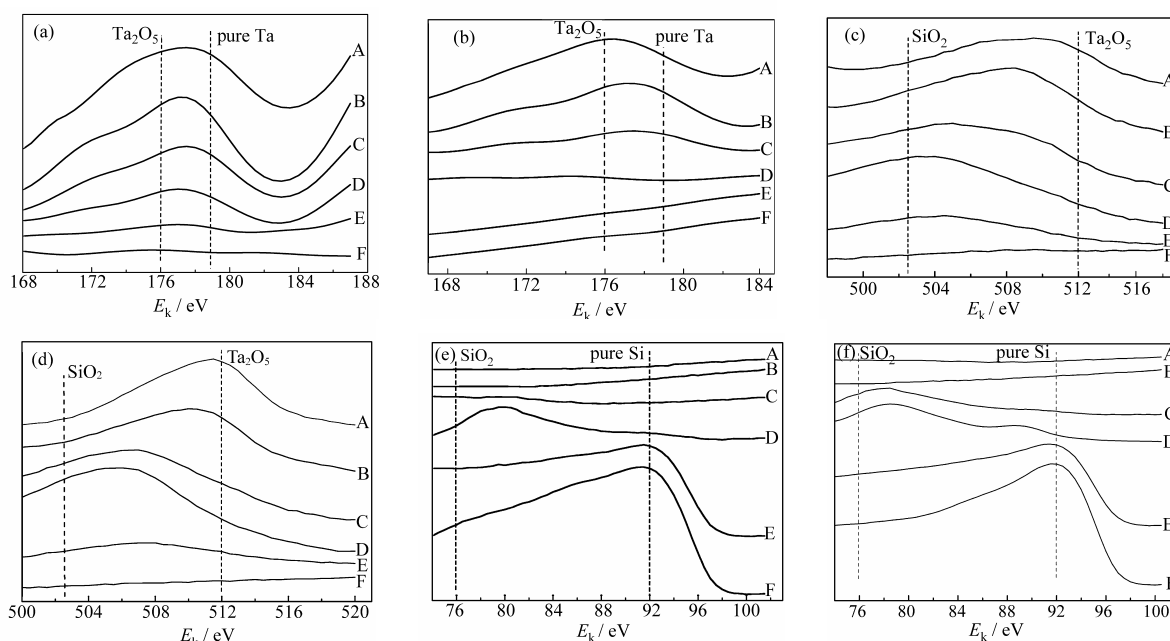 (a)
Ta2O5
pure Ta
A
B
C
D
E
F
168 172 176 180 184 188
Ek / eV
(b)
Ta2O5
pure Ta
A
B
C
D
E
F
168 172 176 180 184
Ek / eV
(c)
SiO2
Ta2O5
A
C
D
500 504 508 512 516
Ek / eV
(d)
SiO2
Ta2O5
A
B
C
D
E
F
500 504 508 512 516 520
Ek / eV
(e)
SiO2
pure Si
A
B
C
D
E
F
76 80 84 88 92 96 100
Ek / eV
(f)
SiO2
pure Si
A
C
D
76 80 84 88 92 96 100
Ek / eV